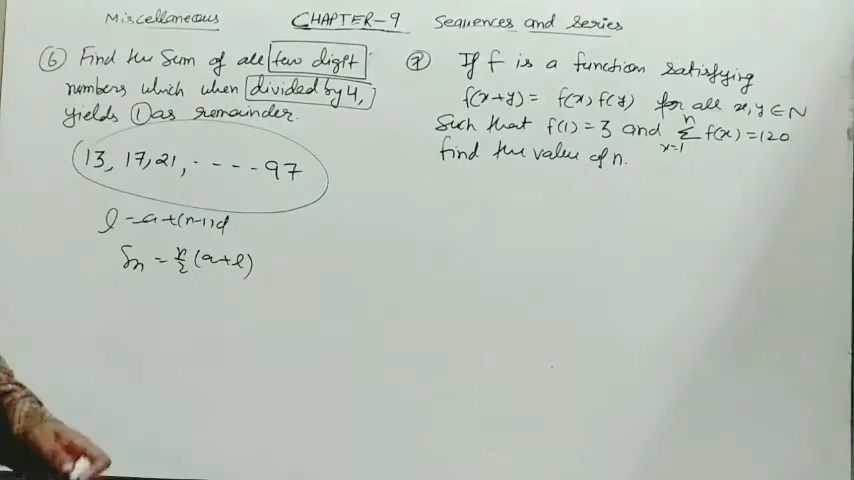 Miscellaneous CHAPTER-9 Sequences and series
⑥ Find the Sum of all two digit
numbers which when divided by 4,
yields ① as remainder.
13, 17, 21, - - - - 97
l = a + (n-1)d
Sn = n/2 (a+l)
⑦ If f is a function satisfying
f(x+y) = f(x) f(y) for all x, y ∈ N
Such that f(1) = 3 and n∑x=1 f(x) = 120
find the value of n.